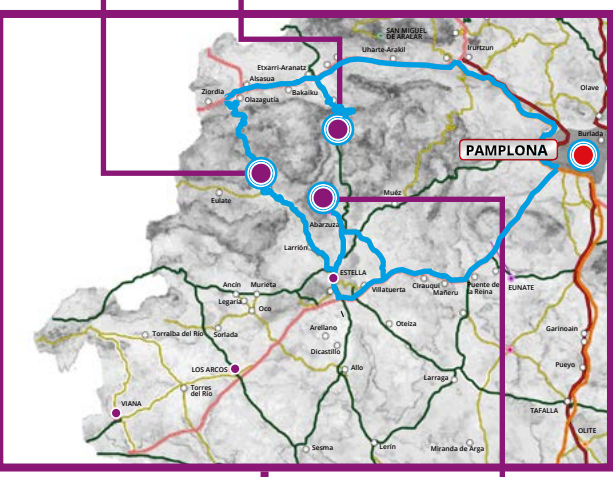 SAN MIGUEL
DE ARALAR
Uharte-Arakil
Irurtzun
Etxarri-Aranatz
Alsasua
Ziordia
Olazagutía
Bakaiku
Olave
Burlada
PAMPLONA
Eulate
Muéz
Abárzuza
Larrión
ESTELLA
Ancín
Murieta
Legaria
Oco
Villatuerta
Cirauqui
Mañeru
Puente de
la Reina
EUNATE
Arellano
Oteiza
Torralba del Río
Sorlada
Dicastillo
Garinoain
LOS ARCOS
Allo
Pueyo
Torres
del Río
Larraga
VIANA
TAFALLA
OLITE
Sesma
Lerín
Miranda de Arga